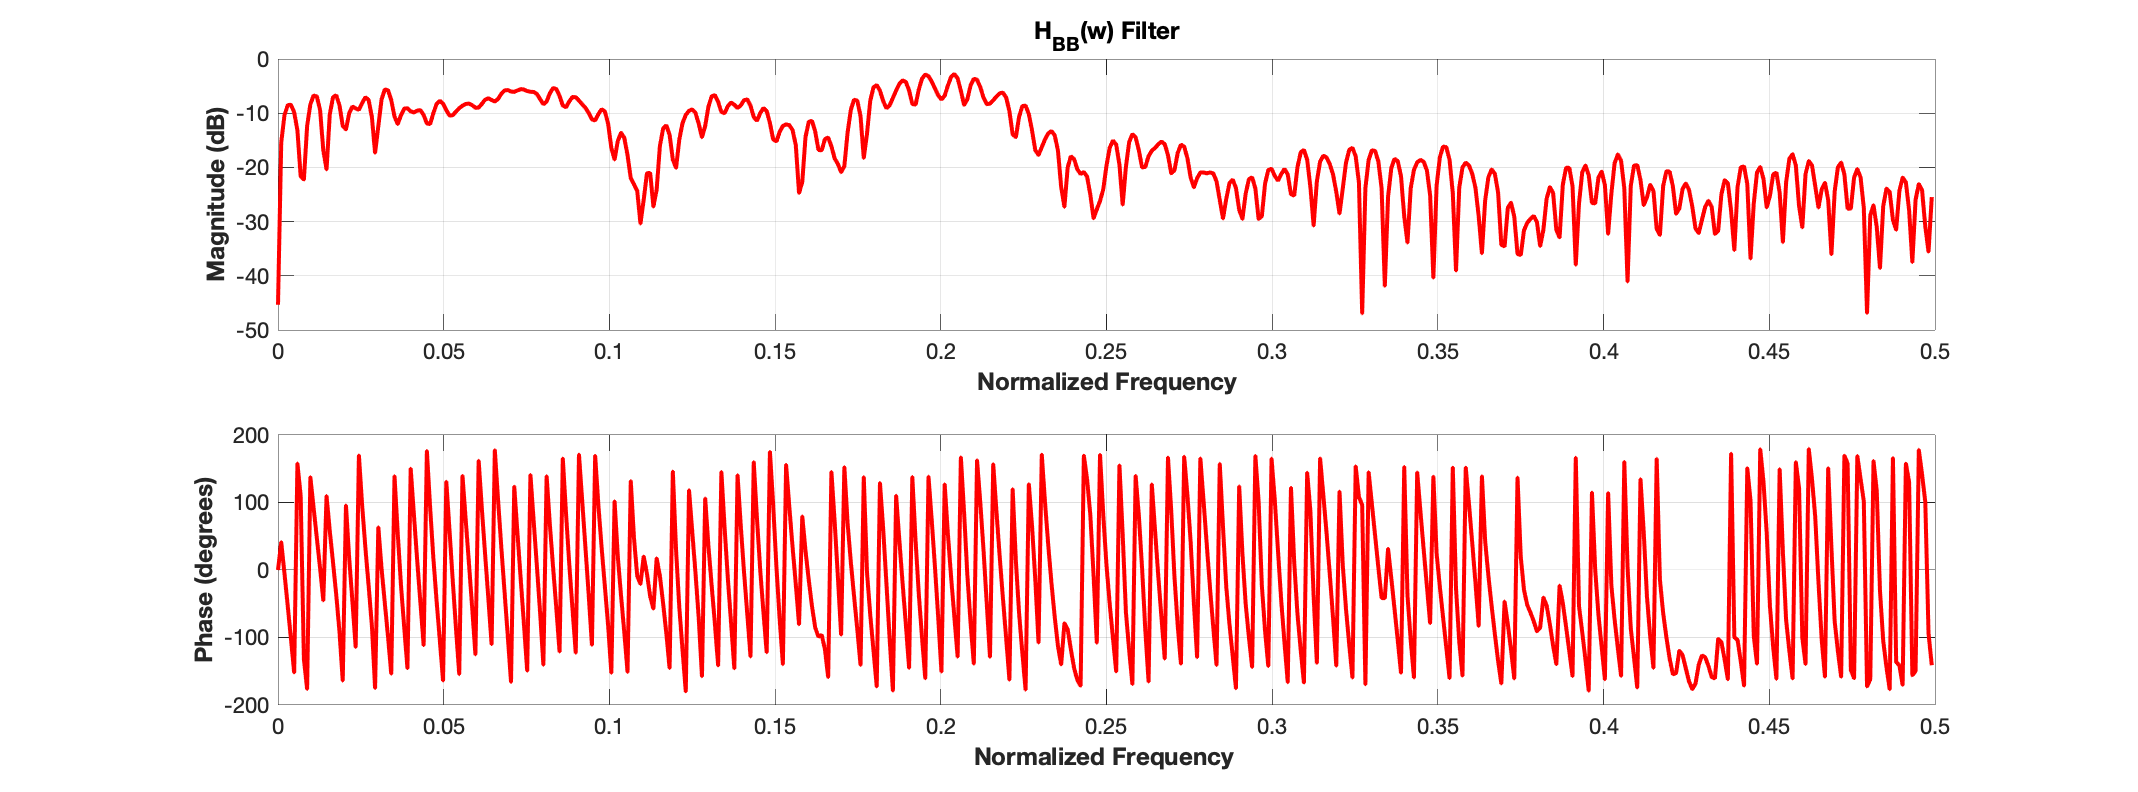 H_BB(w) Filter
0
-10
-20
-30
-40
-50
Magnitude (dB)
0 0.05 0.1 0.15 0.2 0.25 0.3 0.35 0.4 0.45 0.5
Normalized Frequency
200
100
0
-100
-200
Phase (degrees)
0 0.05 0.1 0.15 0.2 0.25 0.3 0.35 0.4 0.45 0.5
Normalized Frequency